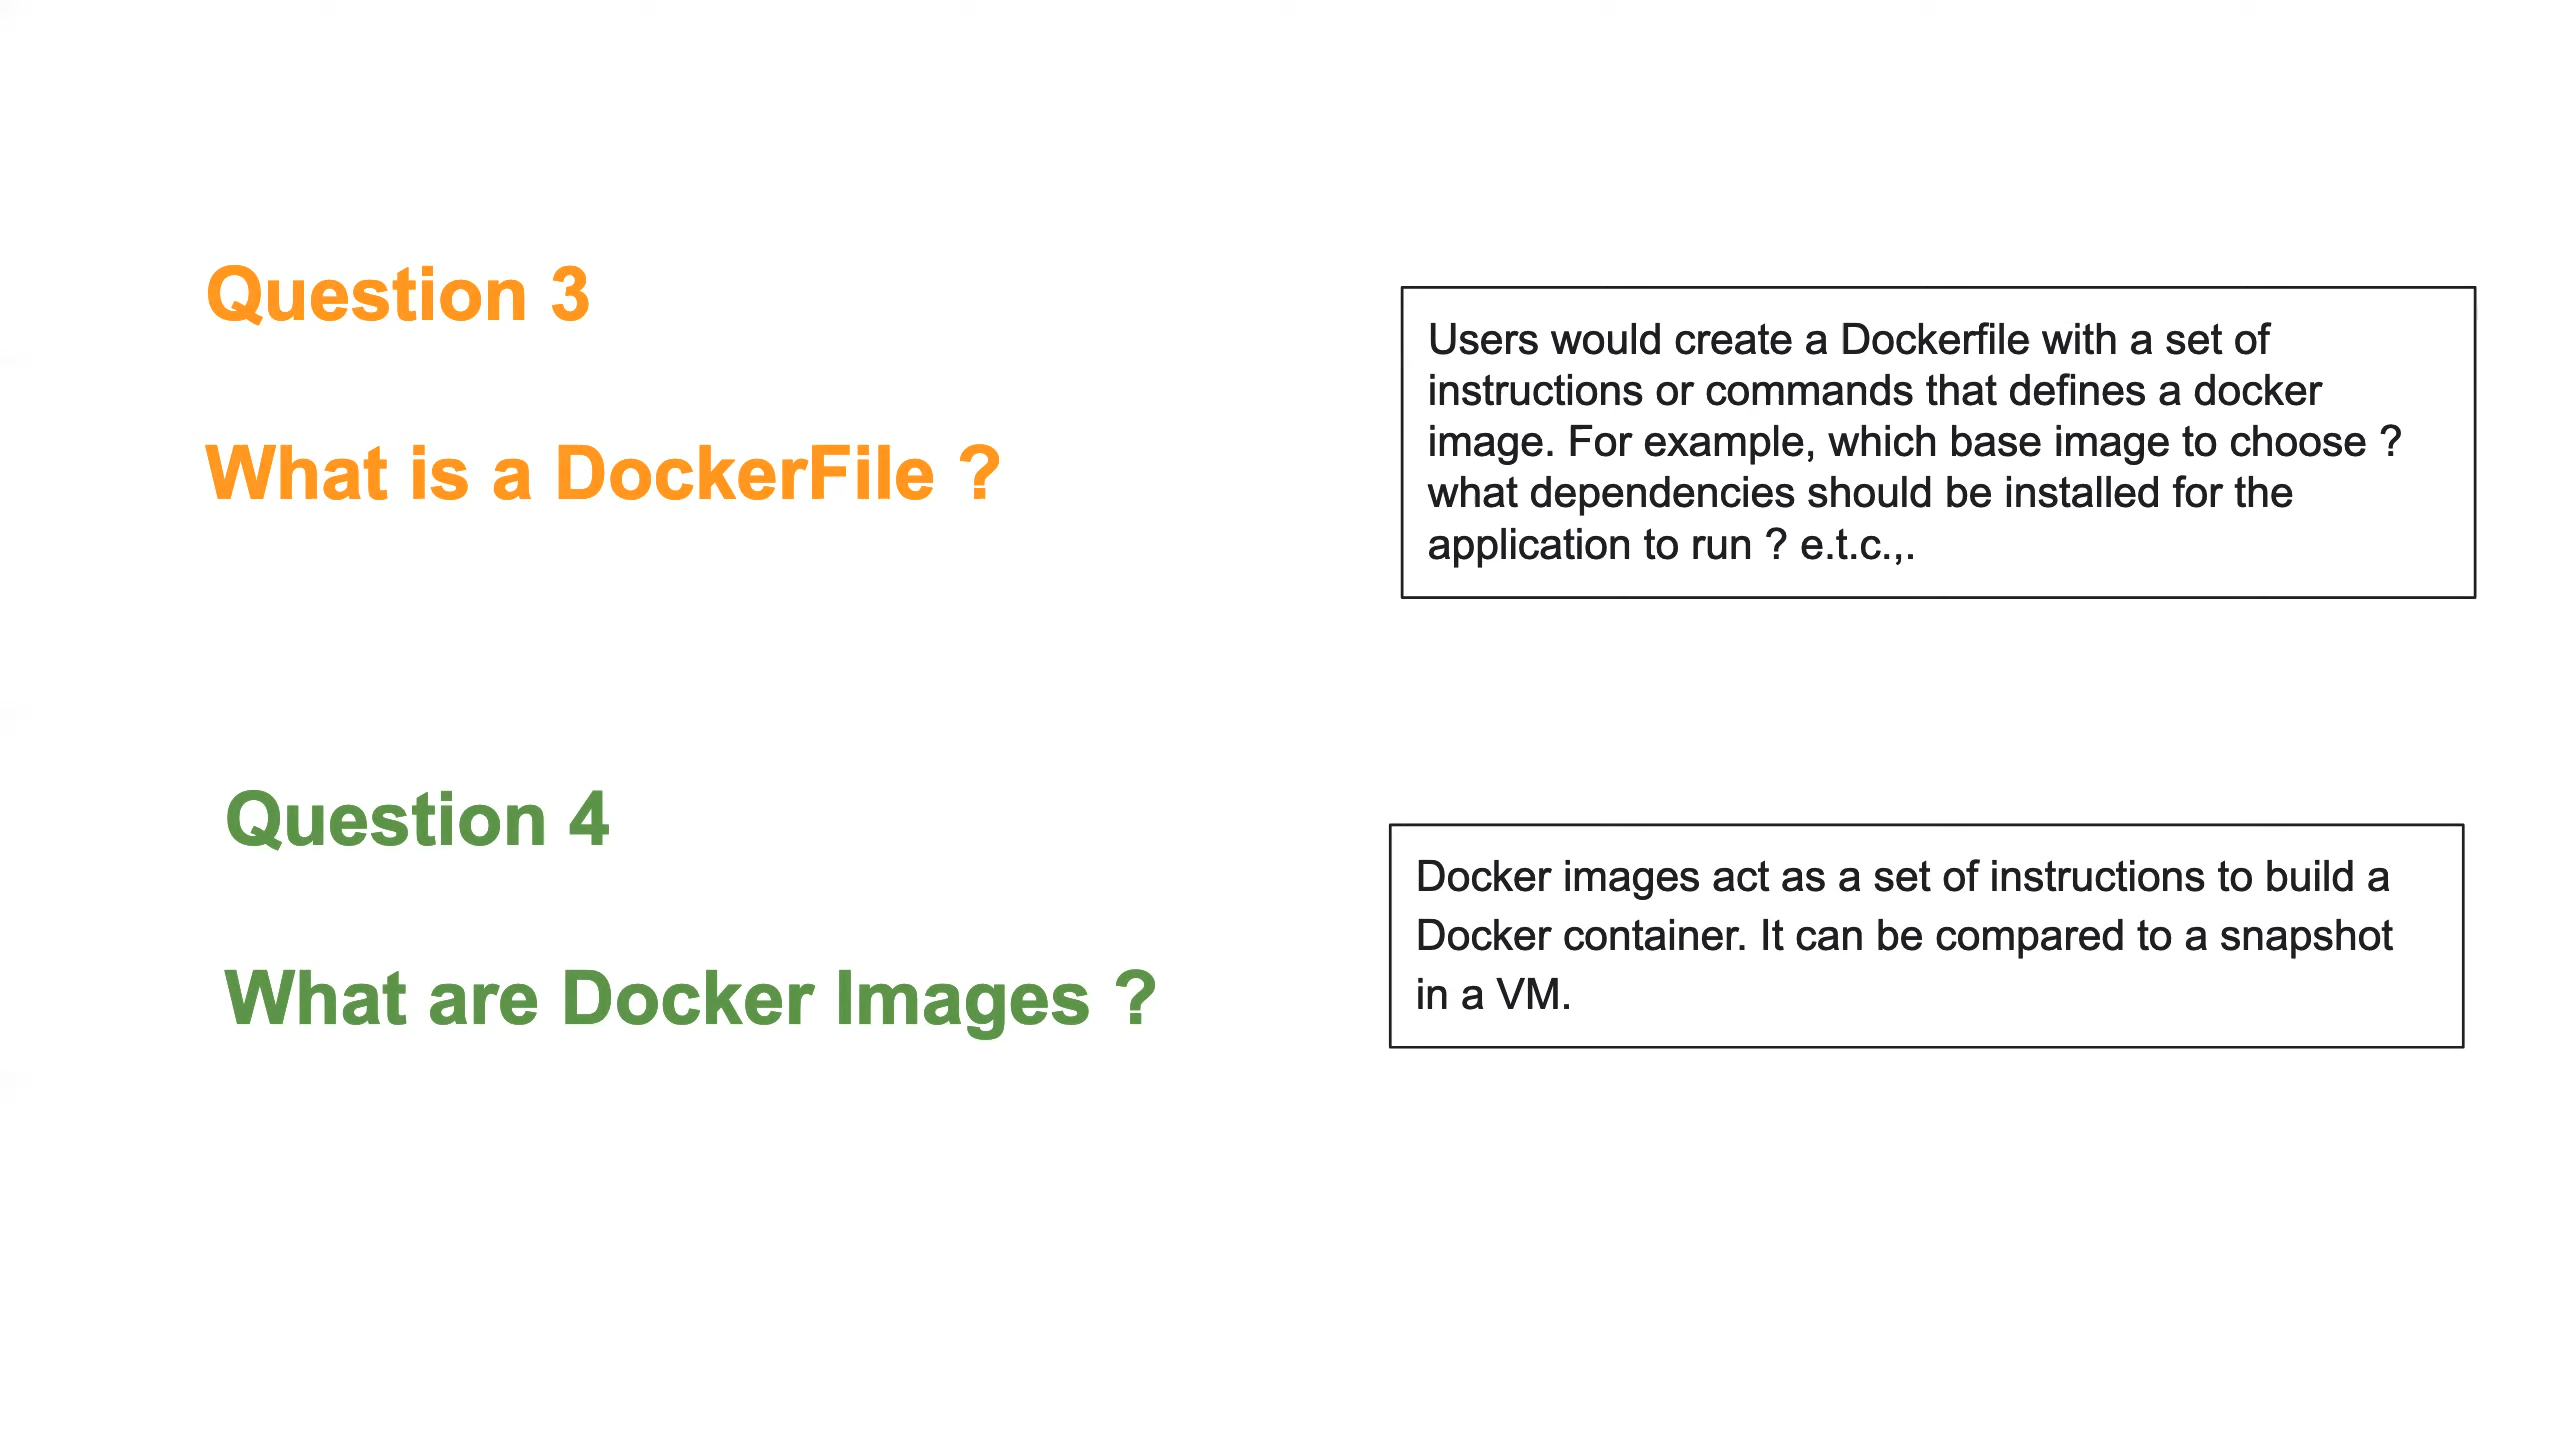 Question 3
What is a DockerFile ?
Users would create a Dockerfile with a set of
instructions or commands that defines a docker
image. For example, which base image to choose ?
what dependencies should be installed for the
application to run ? e.t.c.,.
Question 4
What are Docker Images ?
Docker images act as a set of instructions to build a
Docker container. It can be compared to a snapshot
in a VM.